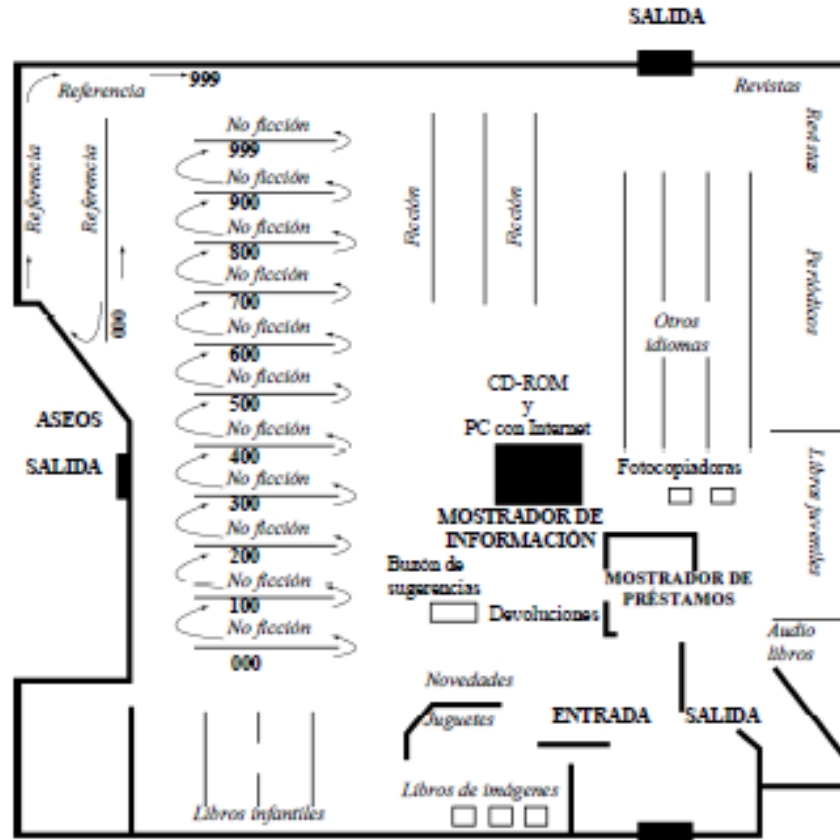 SALIDA
Revistas
Referencia
999
Revistas
Referencia
Referencia
000
No ficción
999
No ficción
900
No ficción
800
No ficción
700
No ficción
600
No ficción
500
No ficción
400
No ficción
300
No ficción
200
No ficción
100
No ficción
000
Ficción
Ficción
Periódicos
Otros
idiomas
CD-ROM
y
PC con Internet
ASEOS
SALIDA
Fotocopiadoras
Libros juveniles
MOSTRADOR DE
INFORMACIÓN
Buzón de
sugerencias
Devoluciones
MOSTRADOR DE
PRÉSTAMOS
Audio
libros
Novedades
Juguetes
ENTRADA
SALIDA
Libros de imágenes
Libros infantiles